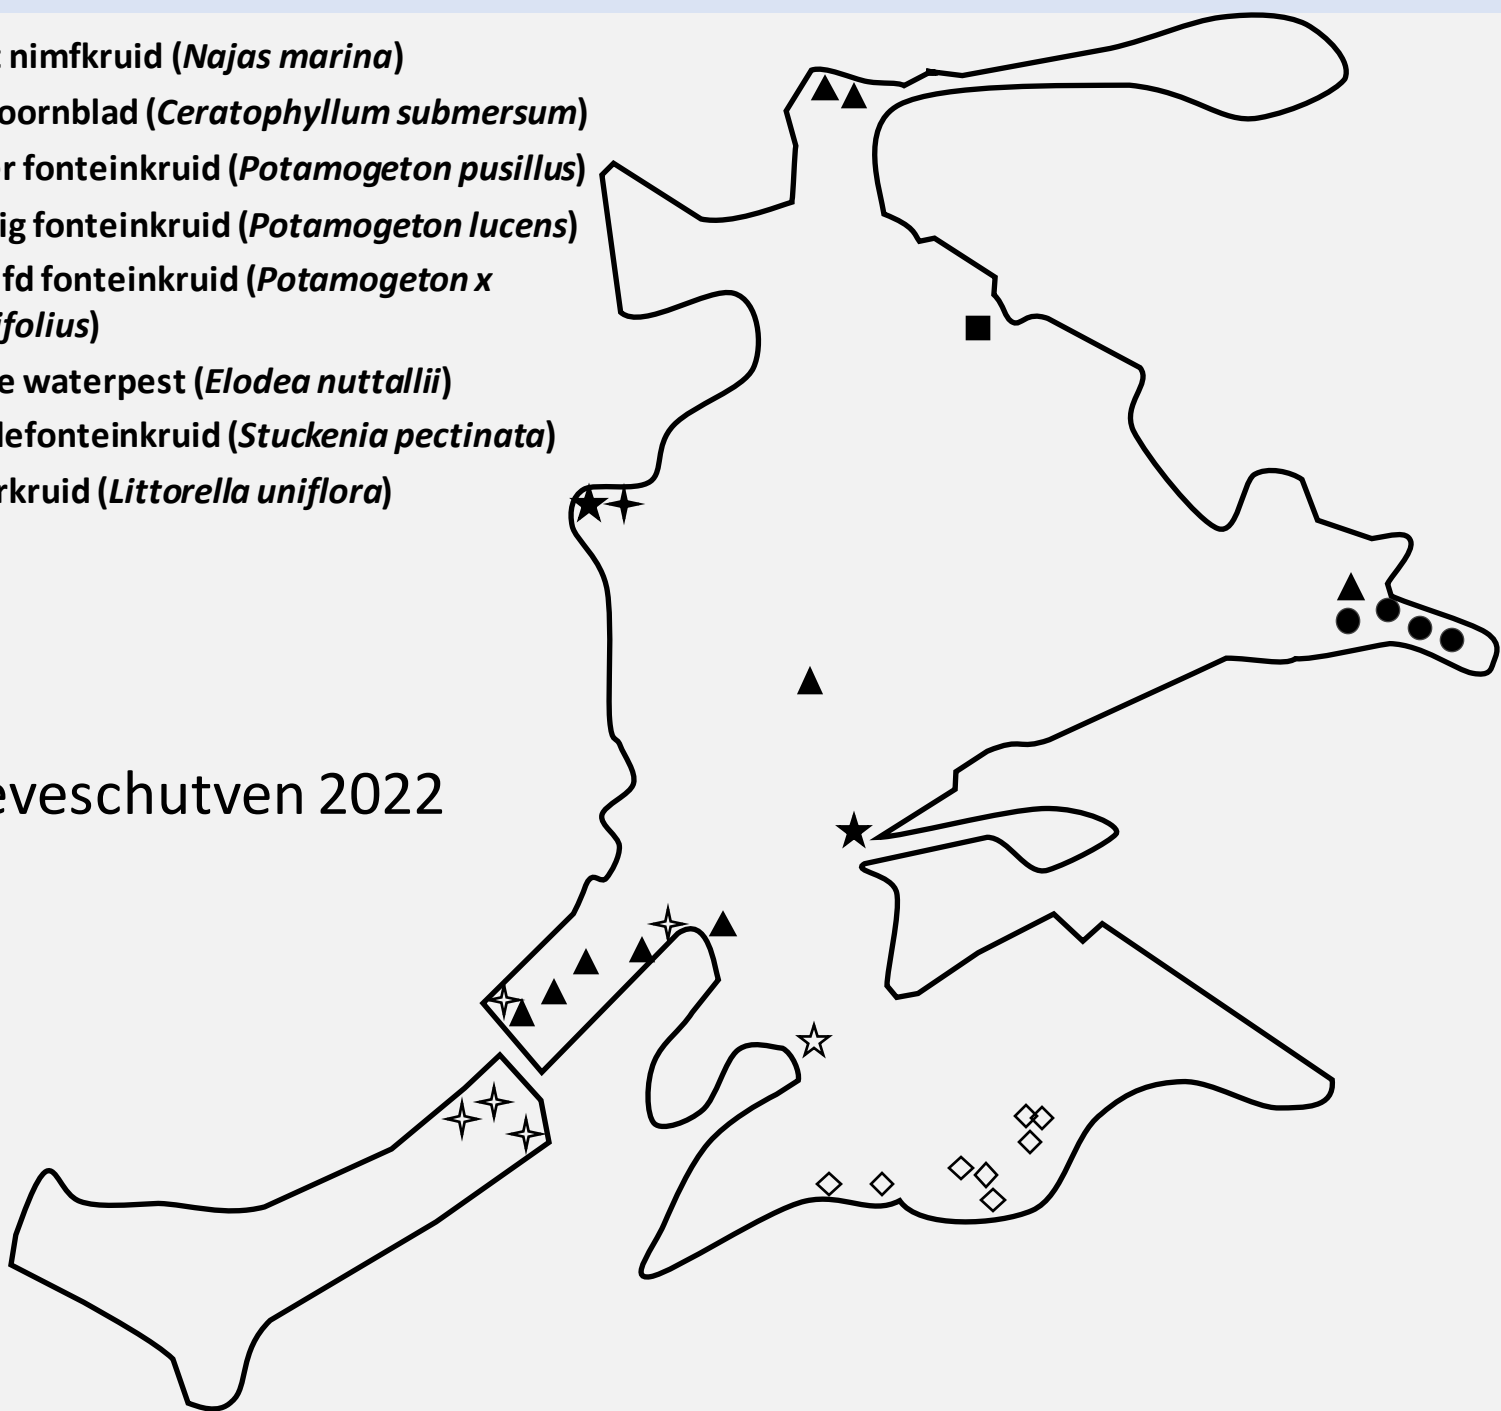 t nimfkruid (Najas marina)
oornblad (Ceratophyllum submersum)
r fonteinkruid (Potamogeton pusillus)
ig fonteinkruid (Potamogeton lucens)
fd fonteinkruid (Potamogeton x
ifolius)
e waterpest (Elodea nuttallii)
lefonteinkruid (Stuckenia pectinata)
rkruid (Littorella uniflora)
eveschutven 2022